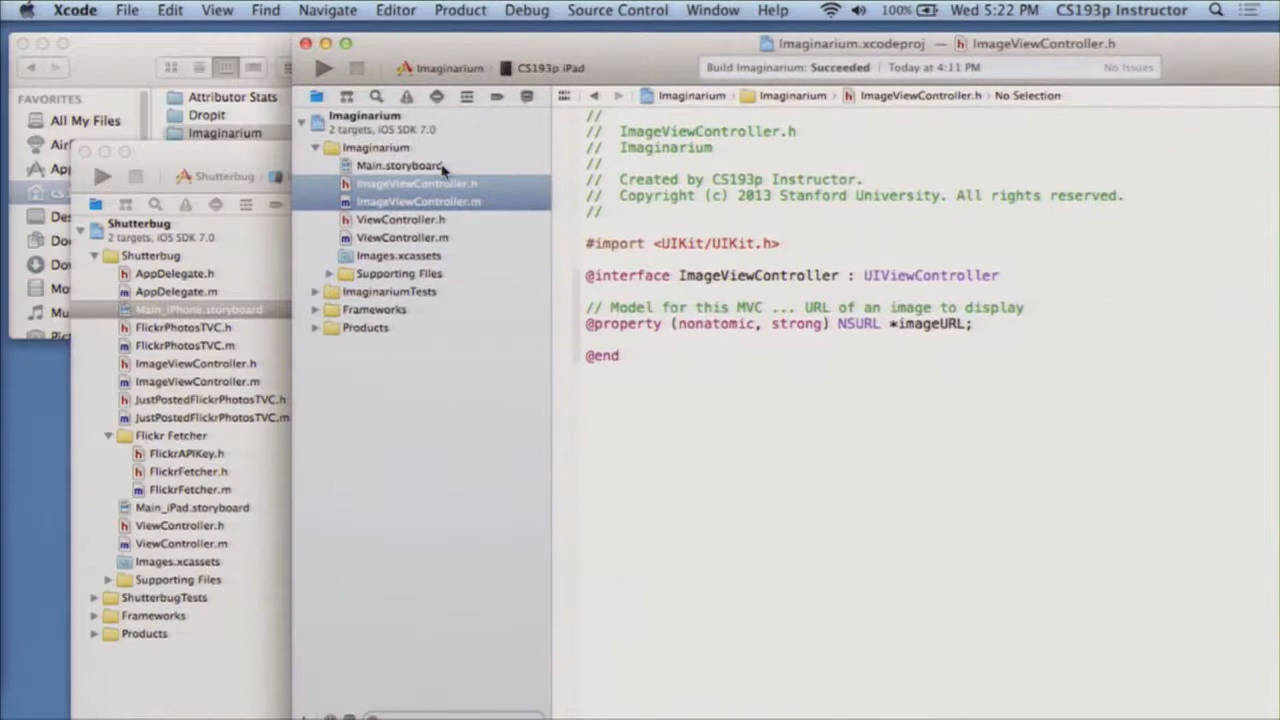 Xcode File Edit View Find Navigate Editor Product Debug Source Control Window Help 100% Wed 5:22 PM CS193p Instructor
Imaginarium.xcodeproj — ImageViewController.h
Imaginarium CS193p iPad
Build Imaginarium: Succeeded Today at 4:11 PM No Issues
Imaginarium Imaginarium ImageViewController.h No Selection
FAVORITES
All My Files
Attributor Stats
Dropit
Imaginarium
Shutterbug
Shutterbug
2 targets, iOS SDK 7.0
Shutterbug
AppDelegate.h
AppDelegate.m
Main_iPhone.storyboard
FlickrPhotosTVC.h
FlickrPhotosTVC.m
ImageViewController.h
ImageViewController.m
JustPostedFlickrPhotosTVC.h
JustPostedFlickrPhotosTVC.m
Flickr Fetcher
FlickrAPIKey.h
FlickrFetcher.h
FlickrFetcher.m
Main_iPad.storyboard
ViewController.h
ViewController.m
Images.xcassets
Supporting Files
ShutterbugTests
Frameworks
Products
Imaginarium
2 targets, iOS SDK 7.0
Imaginarium
Main.storyboard
ImageViewController.h
ImageViewController.m
ViewController.h
ViewController.m
Images.xcassets
Supporting Files
ImaginariumTests
Frameworks
Products
//
// ImageViewController.h
// Imaginarium
//
// Created by CS193p Instructor.
// Copyright (c) 2013 Stanford University. All rights reserved.
//
#import <UIKit/UIKit.h>
@interface ImageViewController : UIViewController
// Model for this MVC ... URL of an image to display
@property (nonatomic, strong) NSURL *imageURL;
@end